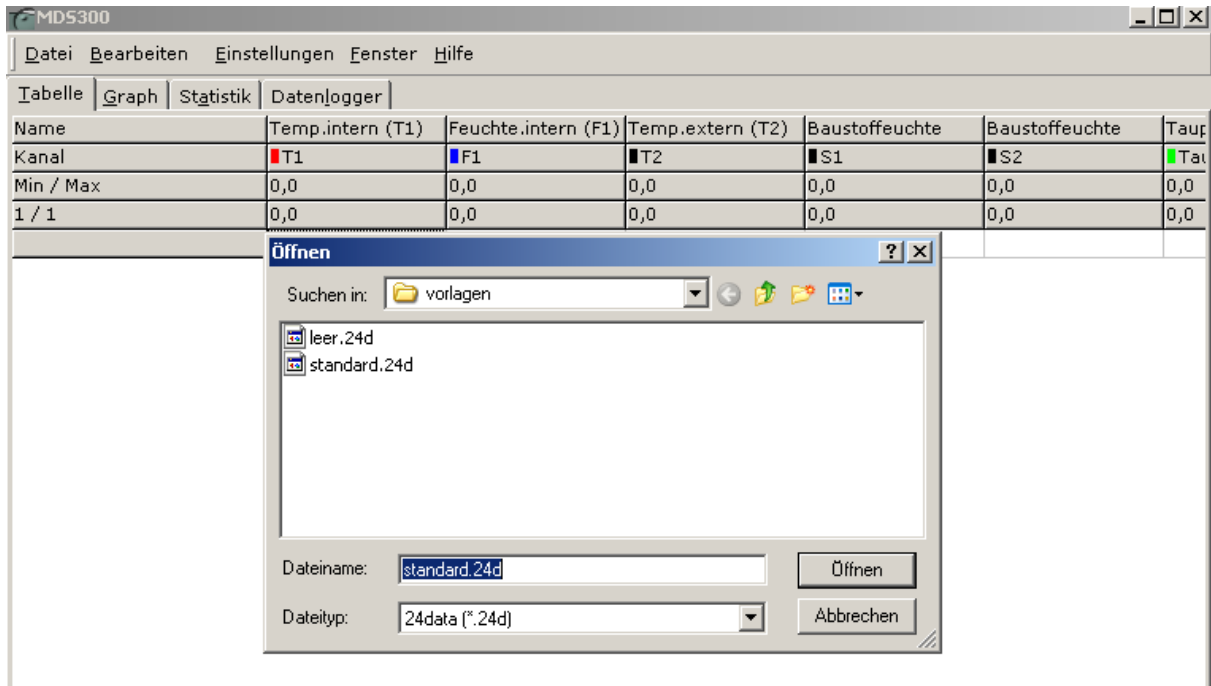 MDS300
Datei Bearbeiten Einstellungen Fenster Hilfe
Tabelle Graph Statistik Datenlogger
Name Temp.intern (T1) Feuchte.intern (F1) Temp.extern (T2) Baustoffeuchte Baustoffeuchte Taup
Kanal T1 F1 T2 S1 S2 Tau
Min / Max 0,0 0,0 0,0 0,0 0,0 0,0
1 / 1 0,0 0,0 0,0 0,0 0,0 0,0
Öffnen
Suchen in: vorlagen
leer.24d
standard.24d
Dateiname: standard.24d Öffnen
Dateityp: 24data (*.24d) Abbrechen